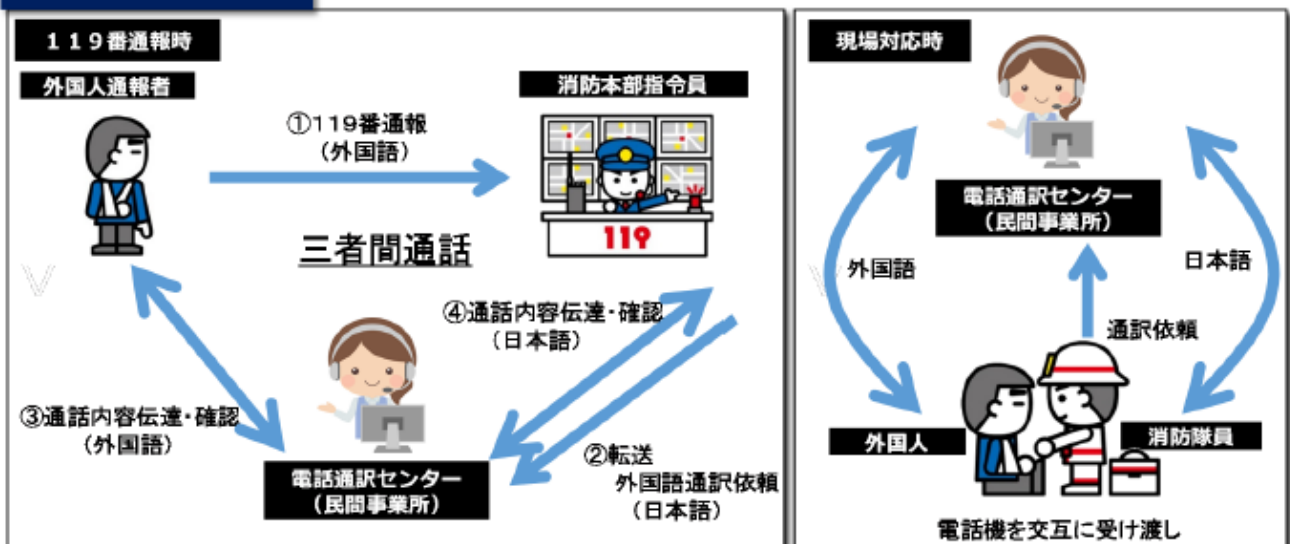 119番通報時
外国人通報者
消防本部指令員
①119番通報
(外国語)
119
三者間通話
④通話内容伝達・確認
(日本語)
③通話内容伝達・確認
(外国語)
②転送
外国語通訳依頼
(日本語)
電話通訳センター
(民間事業所)
現場対応時
電話通訳センター
(民間事業所)
外国語
日本語
通訳依頼
外国人
消防隊員
電話機を交互に受け渡し